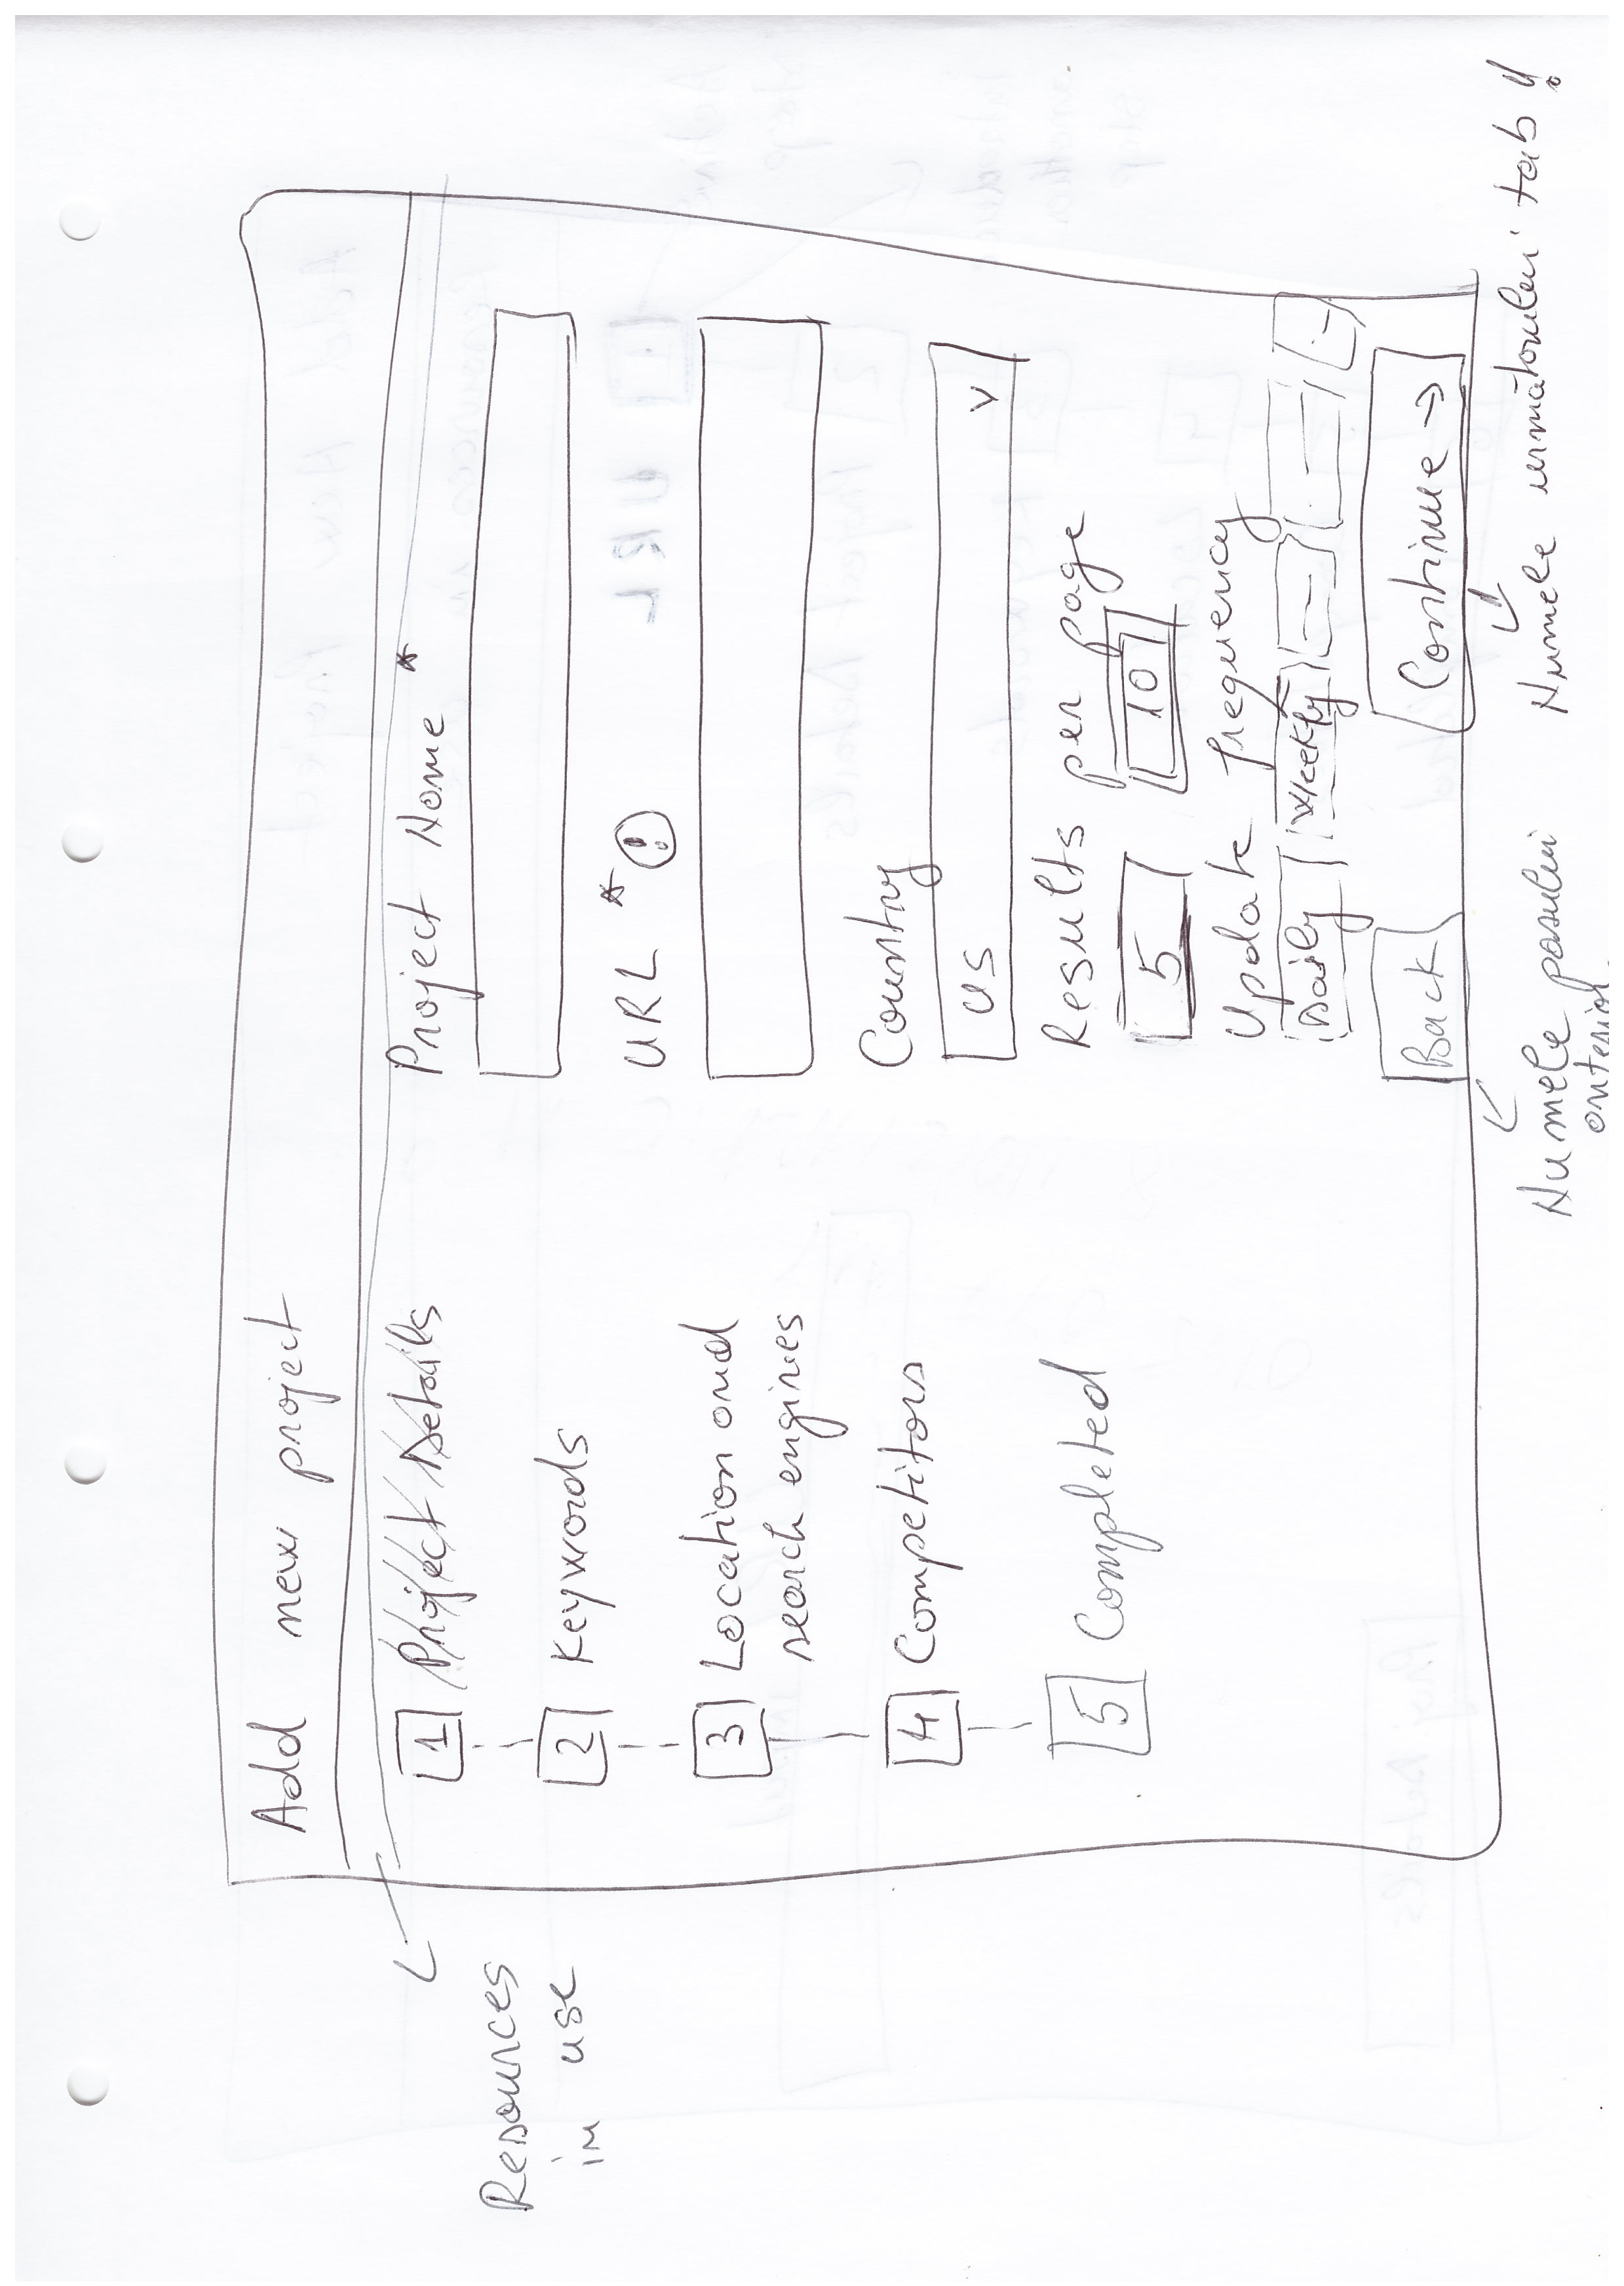 Add new project
Resources
in use
1 Project Details
2 Keywords
3 Location and
search engines
4 Competitors
5 Completed
Project Name *
URL * !
Country
US v
Results per page
5 10
Update frequency
Daily Weekly
Back Continue →
Numele pasului
anterior
Numele următorului tab !